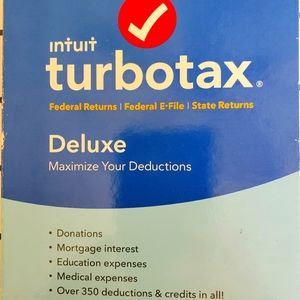 intuit
turbotax®
Federal Returns | Federal E-File | State Returns
Deluxe
Maximize Your Deductions
• Donations
• Mortgage interest
• Education expenses
• Medical expenses
• Over 350 deductions & credits in all!